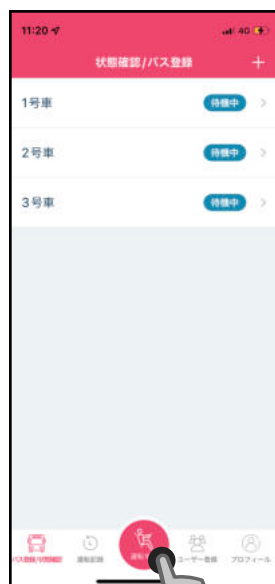 11:20
4G
状態確認/バス登録
+
1号車
待機中
2号車
待機中
3号車
待機中
バス登録/状態確認
運転記録
ユーザー登録
プロフィール